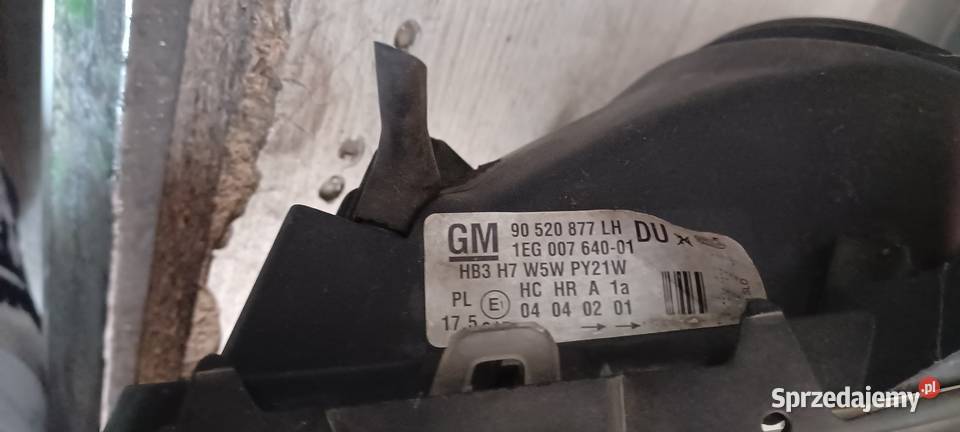 GM 90 520 877 LH DU
1EG 007 640-01
HB3 H7 W5W PY21W
HC HR A 1a
PL E1 04 04 02 01
17.5
Sprzedajemy.pl